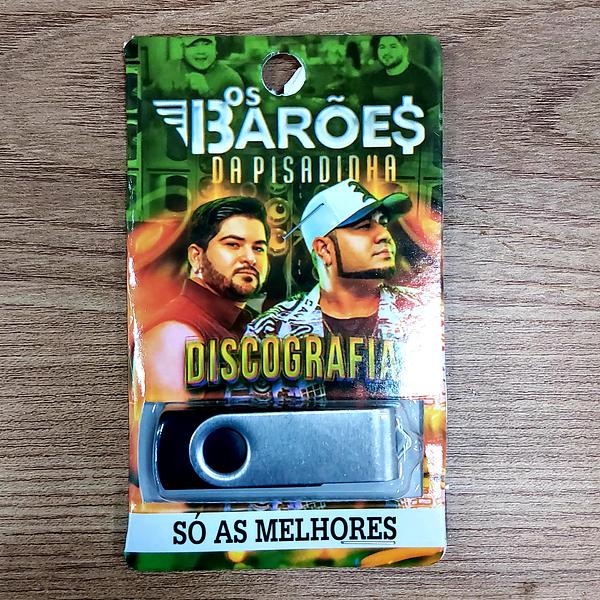 OS
BARÕE$
DA PISADINHA
DISCOGRAFIA
SÓ AS MELHORES